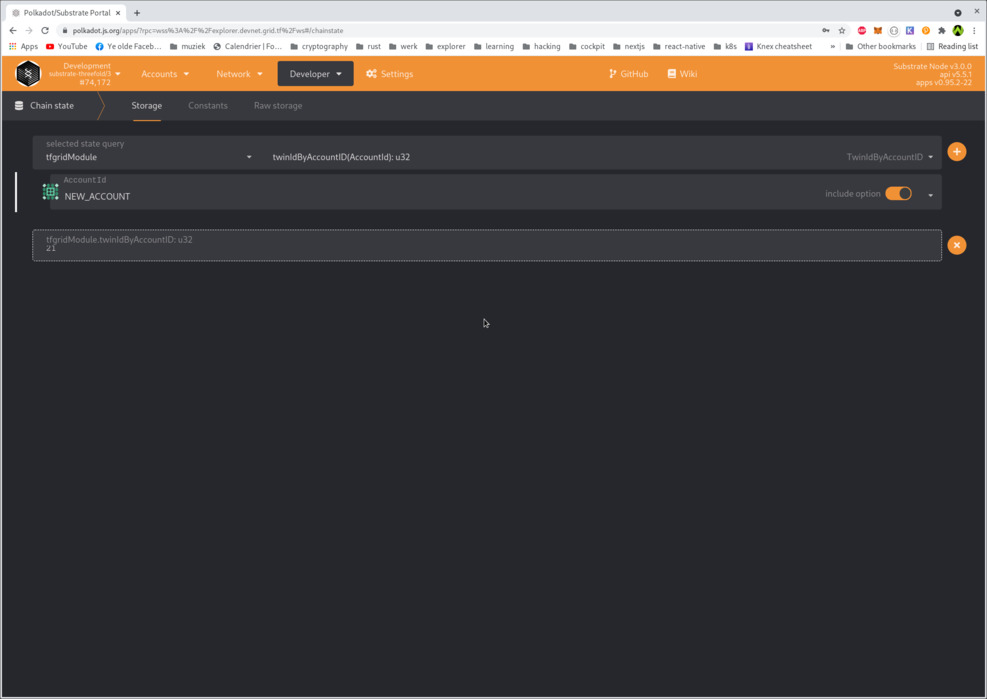 Polkadot/Substrate Portal
polkadot.js.org/apps/?rpc=wss%3A%2F%2Fexplorer.devnet.grid.tf%2Fws#/chainstate
Apps YouTube Ye olde Faceb... muziek Calendrier | Fo... cryptography rust werk explorer learning hacking cockpit nextjs react-native k8s Knex cheatsheet » Other bookmarks Reading list
Development
substrate-threefold/3
#74,172
Accounts Network Developer Settings GitHub Wiki
Substrate Node v3.0.0
api v5.5.1
apps v0.95.2-22
Chain state Storage Constants Raw storage
selected state query
tfgridModule twinIdByAccountID(AccountId): u32 TwinIdByAccountID
AccountId
NEW_ACCOUNT include option
tfgridModule.twinIdByAccountID: u32
21